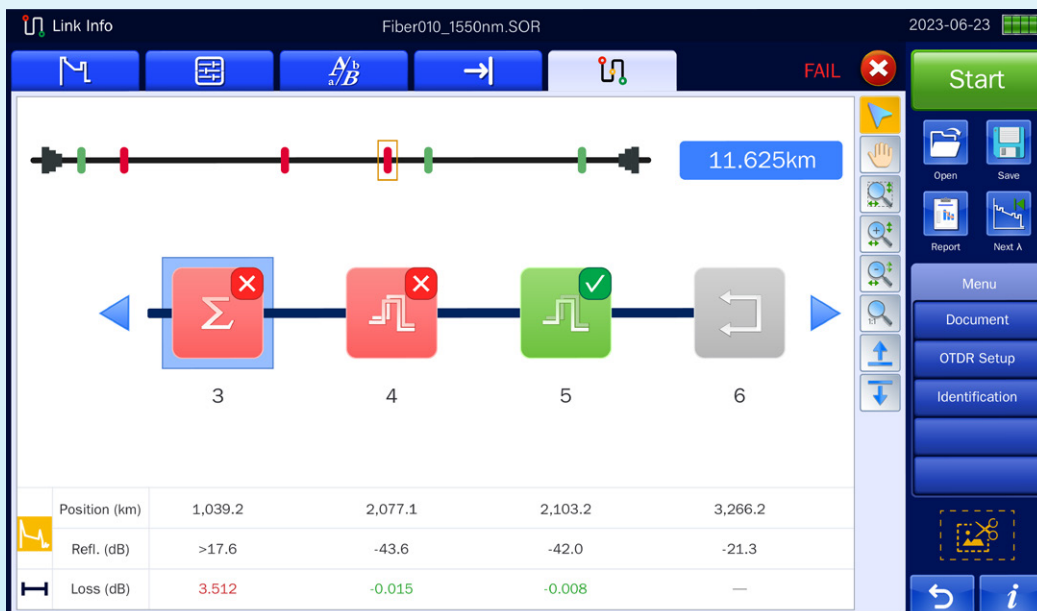 Link Info
Fiber010_1550nm.SOR
2023-06-23
a/B b
FAIL
Start
11.625km
Open
Save
Report
Next λ
Menu
Document
OTDR Setup
Identification
Σ
3
4
5
6
1:1
Position (km) 1,039.2 2,077.1 2,103.2 3,266.2
Refl. (dB) >17.6 -43.6 -42.0 -21.3
Loss (dB) 3.512 -0.015 -0.008 —
i